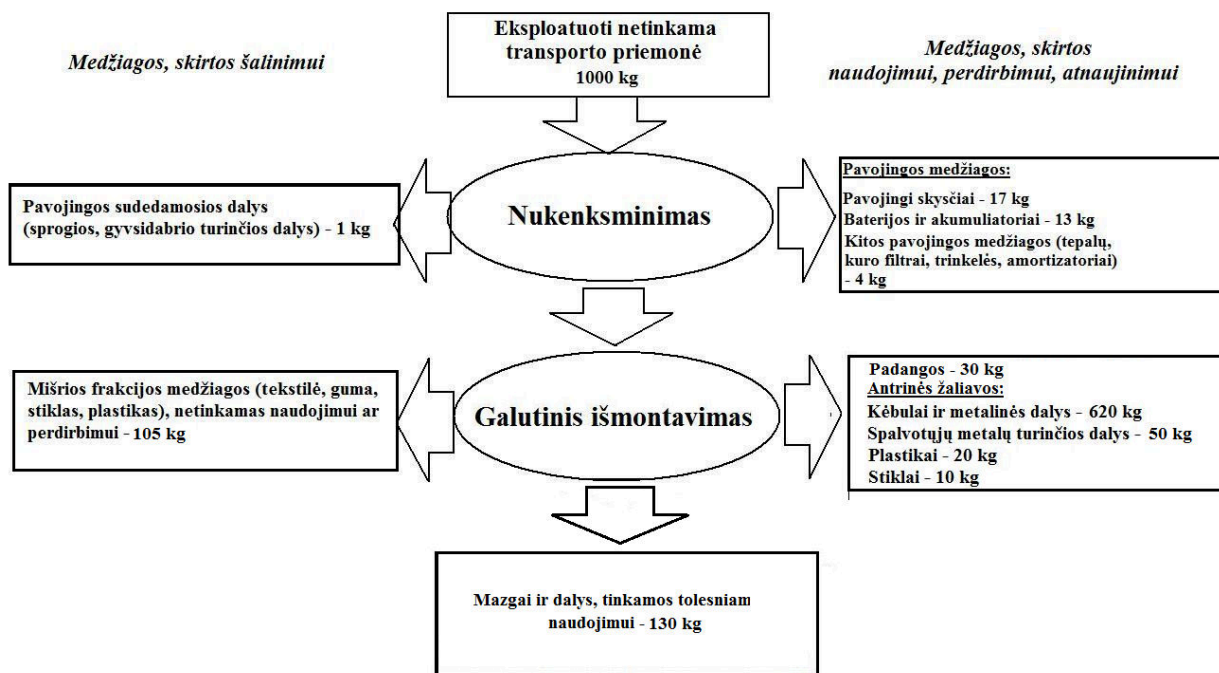 Eksploatuoti netinkama
transporto priemonė
1000 kg
Medžiagos, skirtos šalinimui
Medžiagos, skirtos
naudojimui, perdirbimui, atnaujinimui
Nukenksminimas
Pavojingos sudedamosios dalys
(sprogios, gyvsidabrio turinčios dalys) - 1 kg
Pavojingos medžiagos:
Pavojingi skysčiai - 17 kg
Baterijos ir akumuliatoriai - 13 kg
Kitos pavojingos medžiagos (tepalų,
kuro filtrai, trinkelės, amortizatoriai)
- 4 kg
Galutinis išmontavimas
Mišrios frakcijos medžiagos (tekstilė, guma,
stiklas, plastikas), netinkamas naudojimui ar
perdirbimui - 105 kg
Padangos - 30 kg
Antrinės žaliavos:
Kėbulai ir metalinės dalys - 620 kg
Spalvotųjų metalų turinčios dalys - 50 kg
Plastikai - 20 kg
Stiklai - 10 kg
Mazgai ir dalys, tinkamos tolesniam
naudojimui - 130 kg